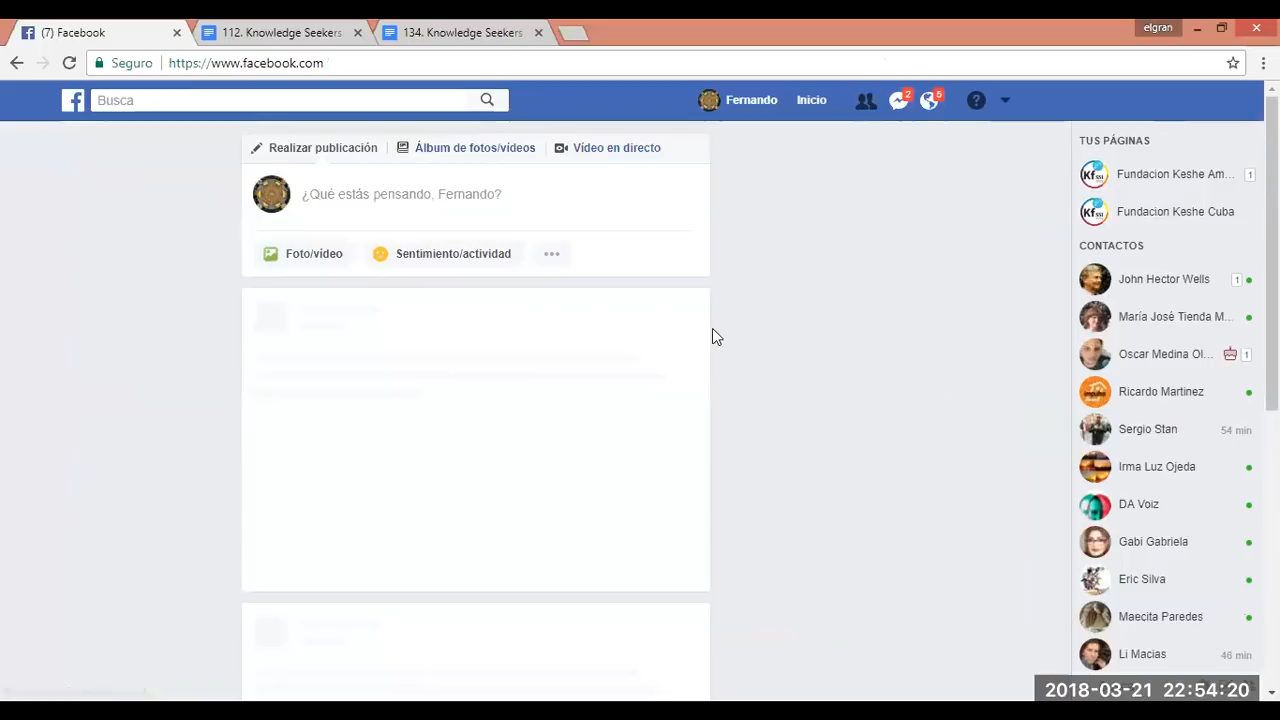 (7) Facebook
112. Knowledge Seekers
134. Knowledge Seekers
elgran
Seguro
https://www.facebook.com
Busca
Fernando
Inicio
2
5
Realizar publicación
Álbum de fotos/vídeos
Vídeo en directo
¿Qué estás pensando, Fernando?
Foto/vídeo
Sentimiento/actividad
TUS PÁGINAS
Fundacion Keshe Am... 1
Fundacion Keshe Cuba
CONTACTOS
John Hector Wells 1
María José Tienda M...
Oscar Medina Ol... 1
Ricardo Martinez
Sergio Stan 54 min
Irma Luz Ojeda
DA Voiz
Gabi Gabriela
Eric Silva
Maecita Paredes
Li Macias 46 min
2018-03-21 22:54:20